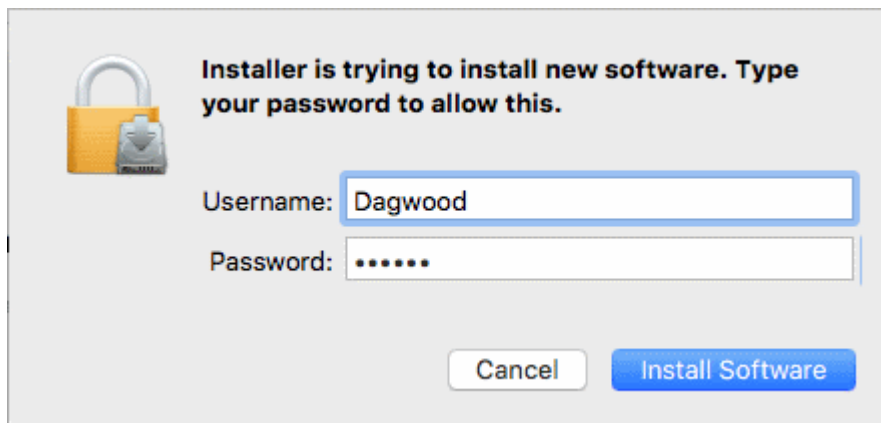 Installer is trying to install new software. Type
your password to allow this.
Username: Dagwood
Password: ••••••
Cancel Install Software